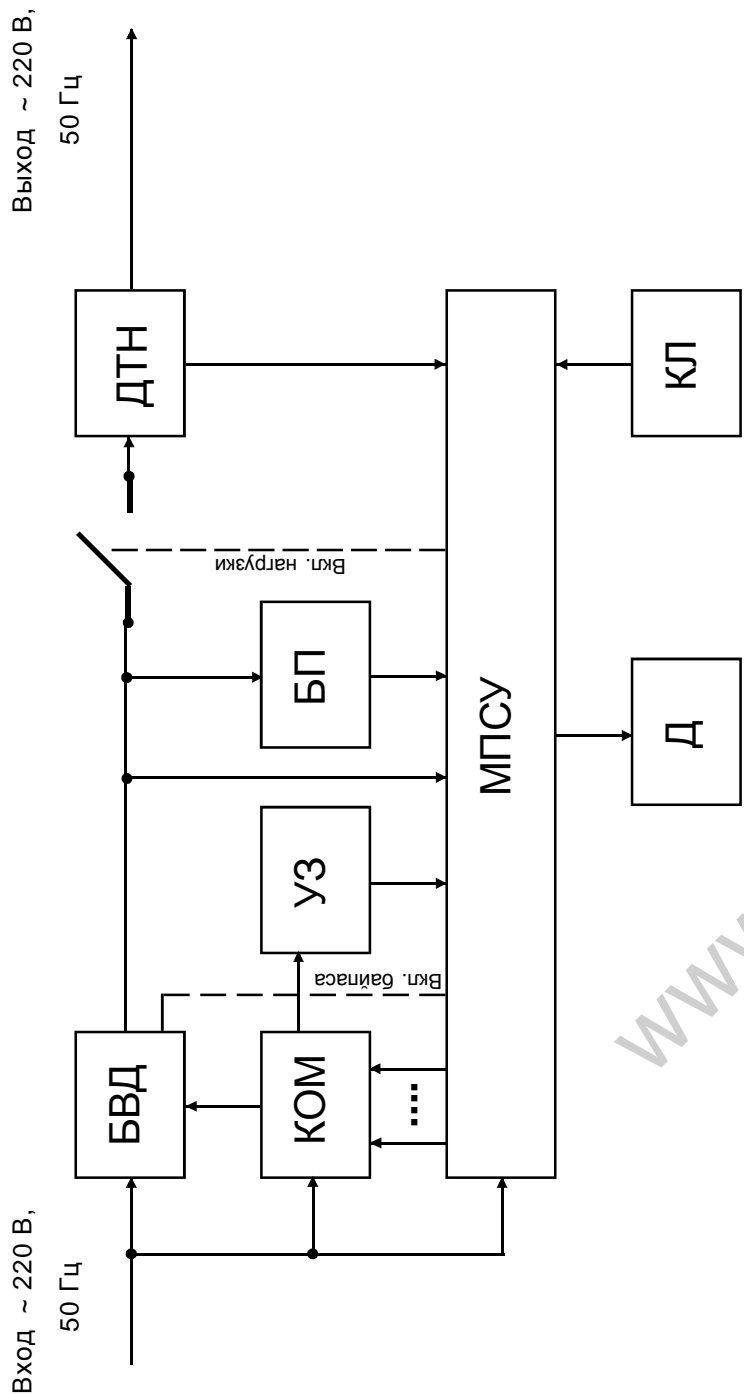 Вход ~ 220 В,
50 Гц
Выход ~ 220 В,
50 Гц
БВД
ДТН
КОМ
УЗ
БП
Вкл. байпаса
Вкл. нагрузки
МПСУ
Д
КЛ
www